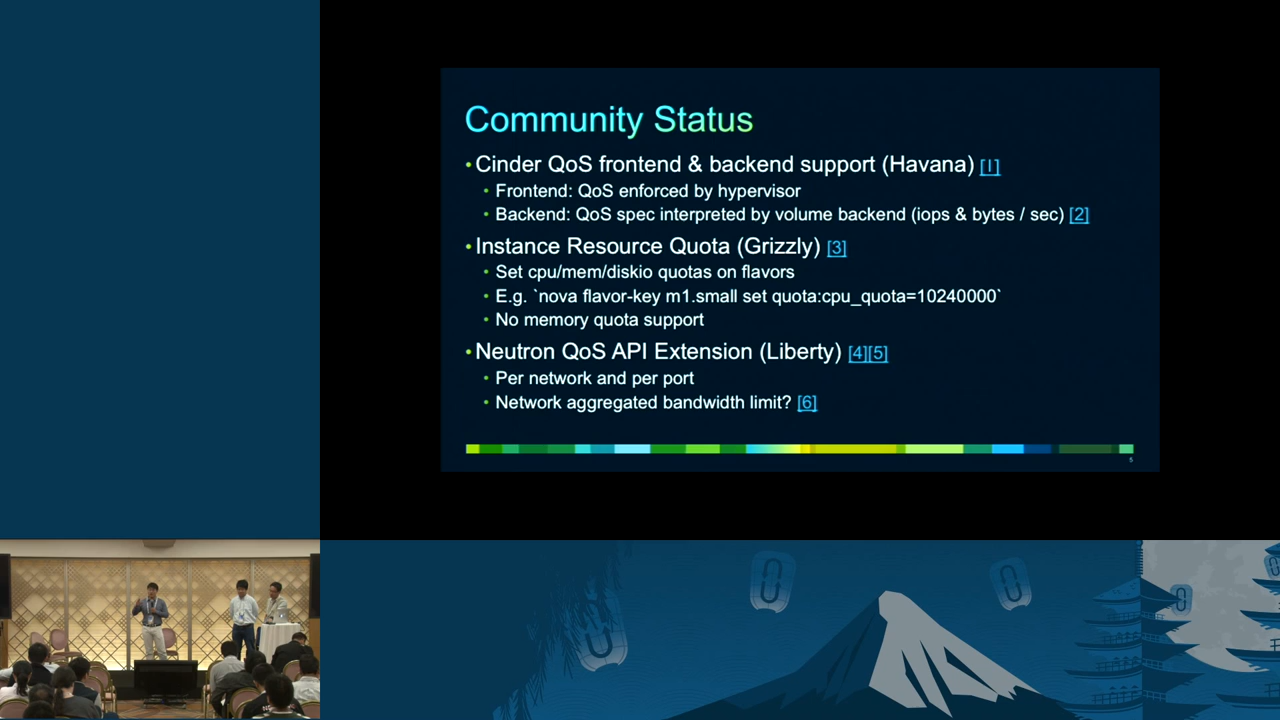 Community Status
• Cinder QoS frontend & backend support (Havana) [1]
• Frontend: QoS enforced by hypervisor
• Backend: QoS spec interpreted by volume backend (iops & bytes / sec) [2]
• Instance Resource Quota (Grizzly) [3]
• Set cpu/mem/diskio quotas on flavors
• E.g. `nova flavor-key m1.small set quota:cpu_quota=10240000`
• No memory quota support
• Neutron QoS API Extension (Liberty) [4][5]
• Per network and per port
• Network aggregated bandwidth limit? [6]
5